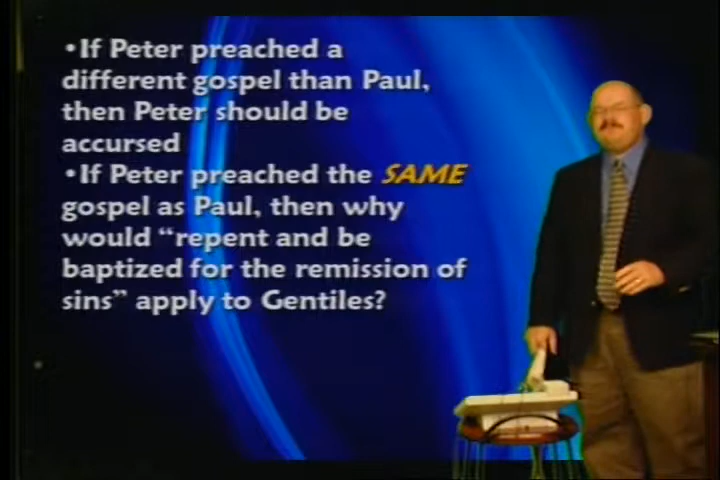 •If Peter preached a
different gospel than Paul,
then Peter should be
accursed
•If Peter preached the SAME
gospel as Paul, then why
would “repent and be
baptized for the remission of
sins” apply to Gentiles?